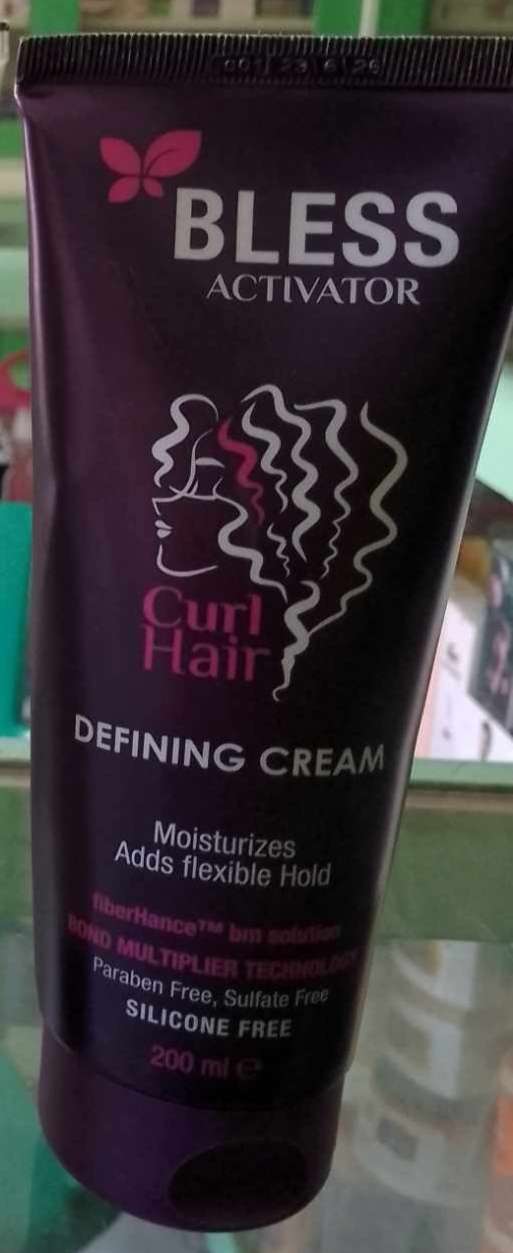 BLESS
ACTIVATOR
Curl
Hair
DEFINING CREAM
Moisturizes
Adds flexible Hold
fiberHance™ bm solution
BOND MULTIPLIER TECHNOLOGY
Paraben Free, Sulfate Free
SILICONE FREE
200 ml ℮